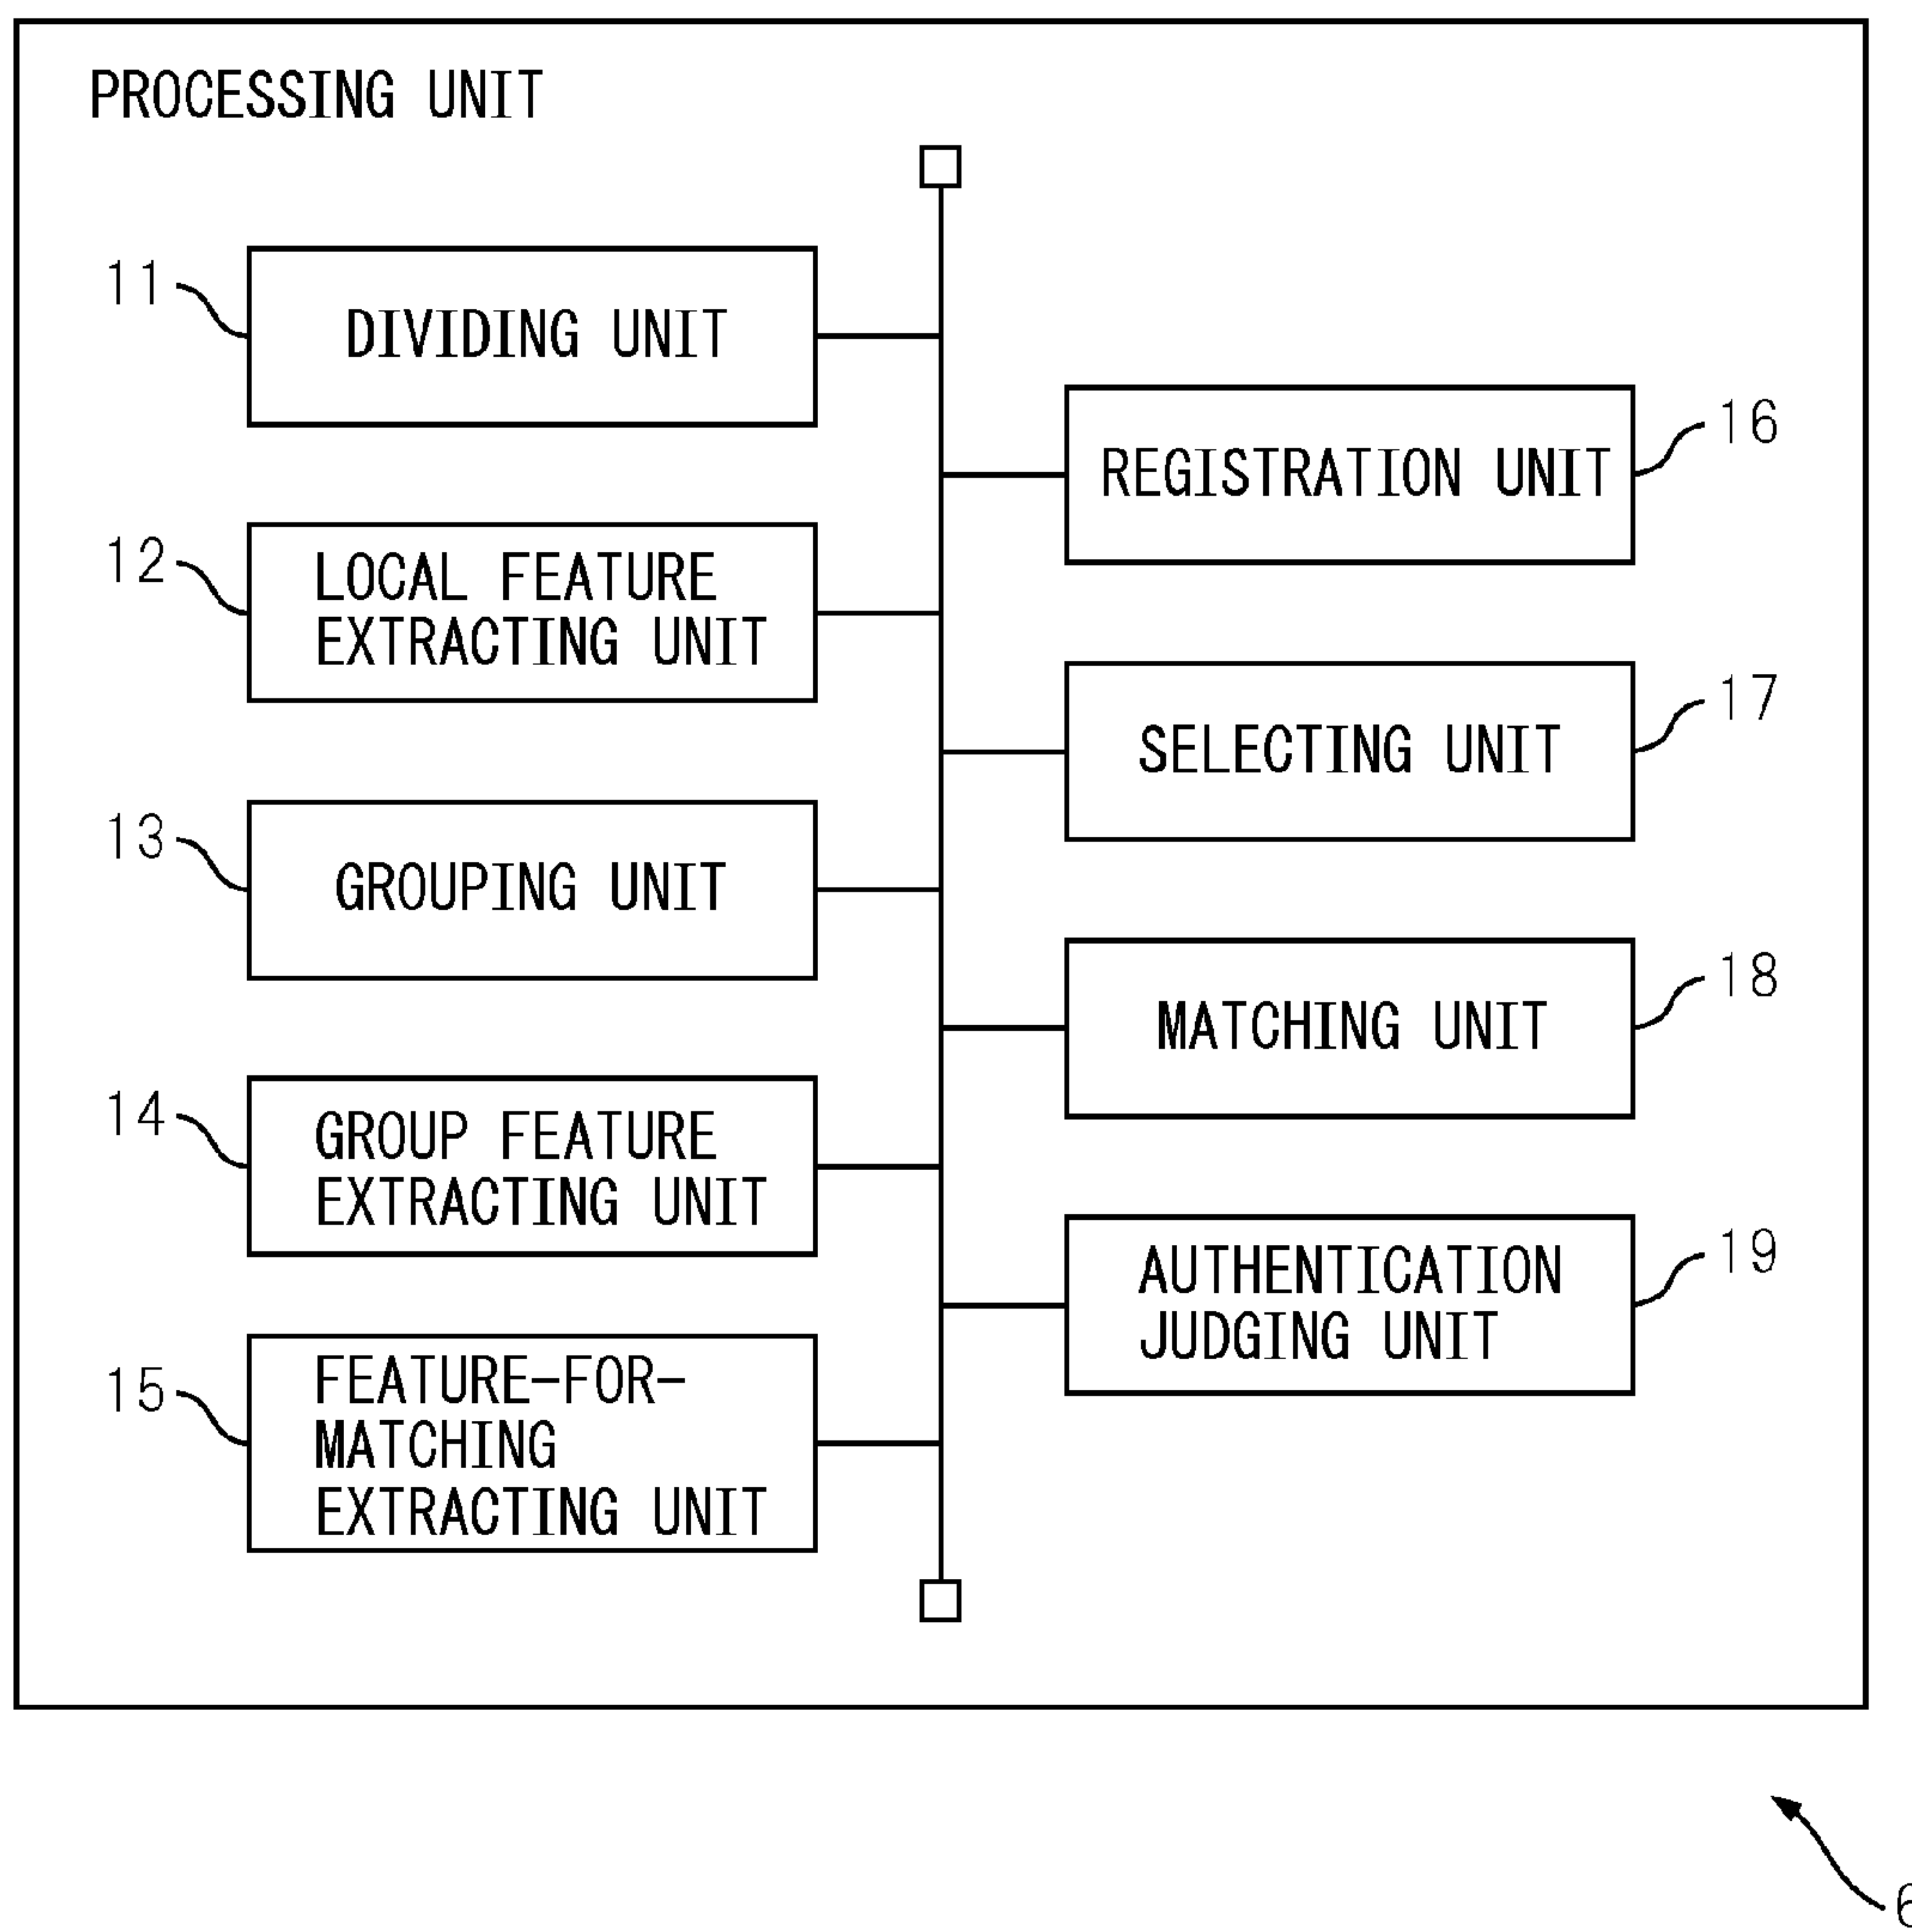 PROCESSING UNIT
11
DIVIDING UNIT
12
LOCAL FEATURE
EXTRACTING UNIT
13
GROUPING UNIT
14
GROUP FEATURE
EXTRACTING UNIT
15
FEATURE-FOR-
MATCHING
EXTRACTING UNIT
REGISTRATION UNIT
16
SELECTING UNIT
17
MATCHING UNIT
18
AUTHENTICATION
JUDGING UNIT
19
6